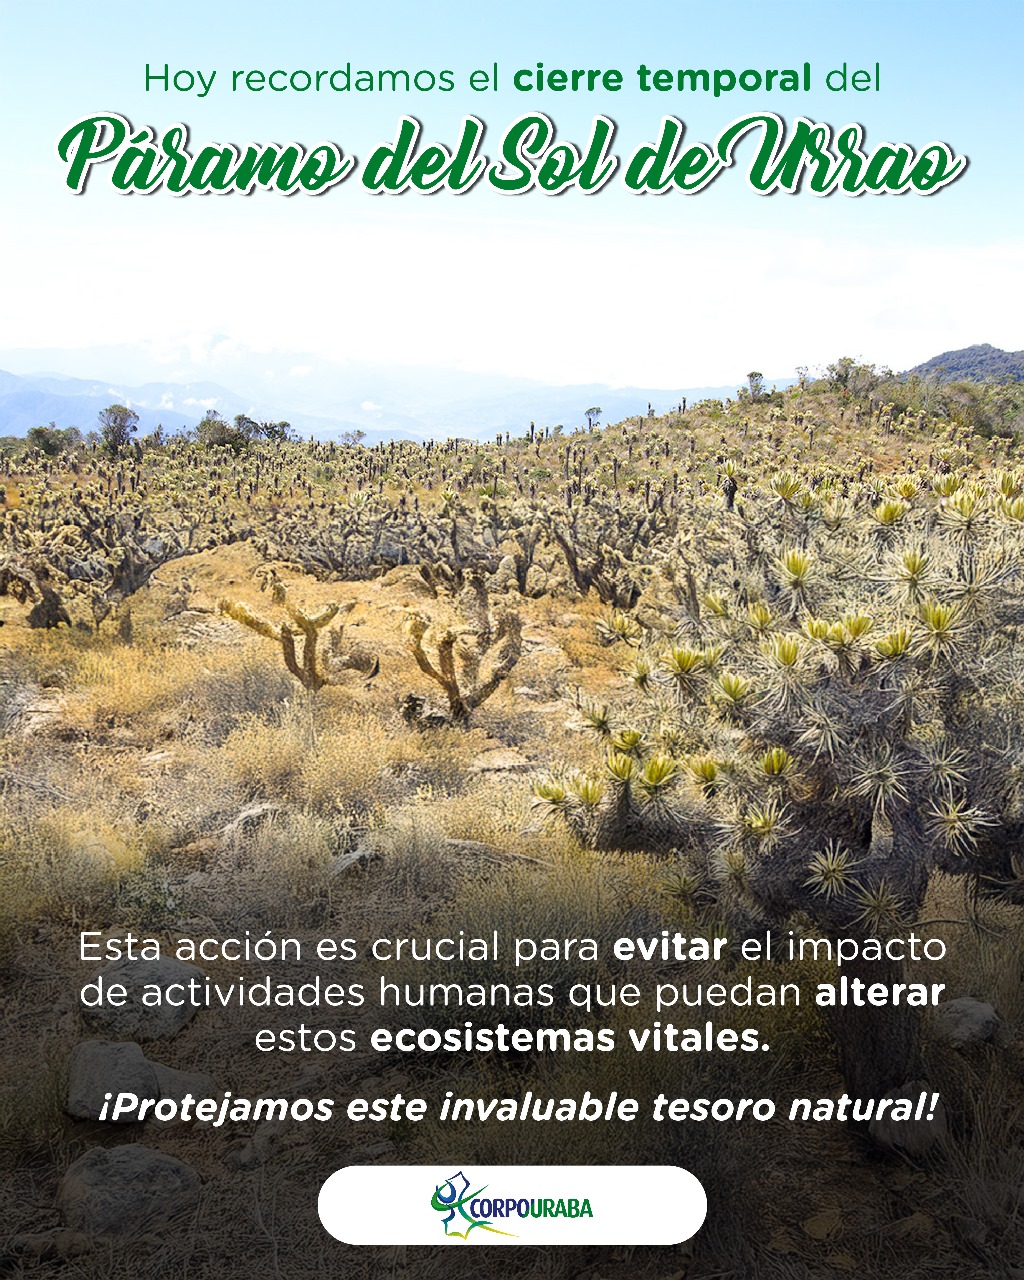 Hoy recordamos el cierre temporal del
Páramo del Sol de Urrao
Esta acción es crucial para evitar el impacto
de actividades humanas que puedan alterar
estos ecosistemas vitales.
¡Protejamos este invaluable tesoro natural!
CORPOURABA